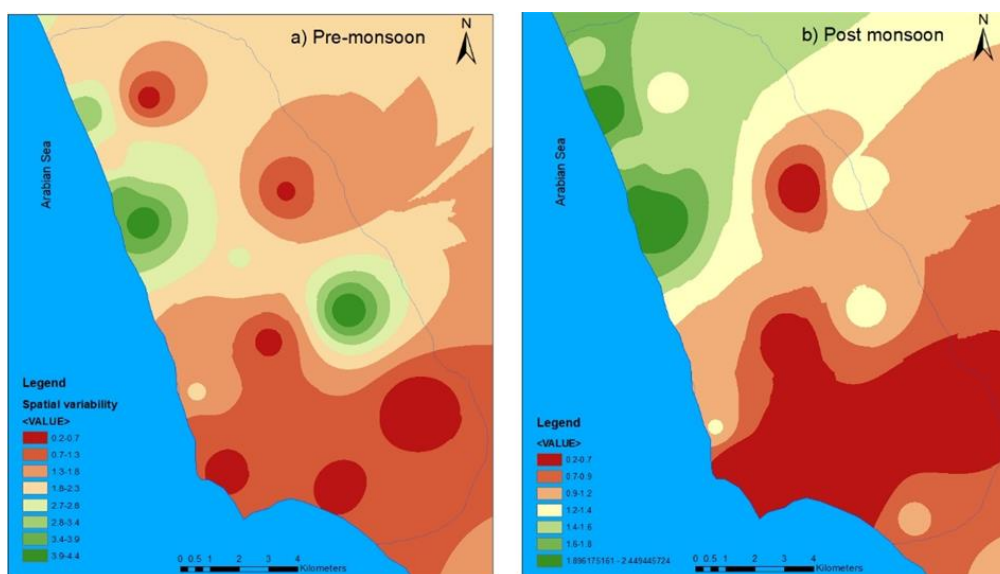 a) Pre-monsoon
N
Arabian Sea
Legend
Spatial variability
<VALUE>
0.2-0.7
0.7-1.3
1.3-1.8
1.8-2.3
2.7-2.8
2.8-3.4
3.4-3.9
3.9-4.4
0 0.5 1 2 3 4
Kilometers
b) Post monsoon
N
Arabian Sea
Legend
<VALUE>
0.2-0.7
0.7-0.9
0.9-1.2
1.2-1.4
1.4-1.6
1.6-1.8
1.896175161 - 2.449445724
0 0.5 1 2 3 4
Kilometers